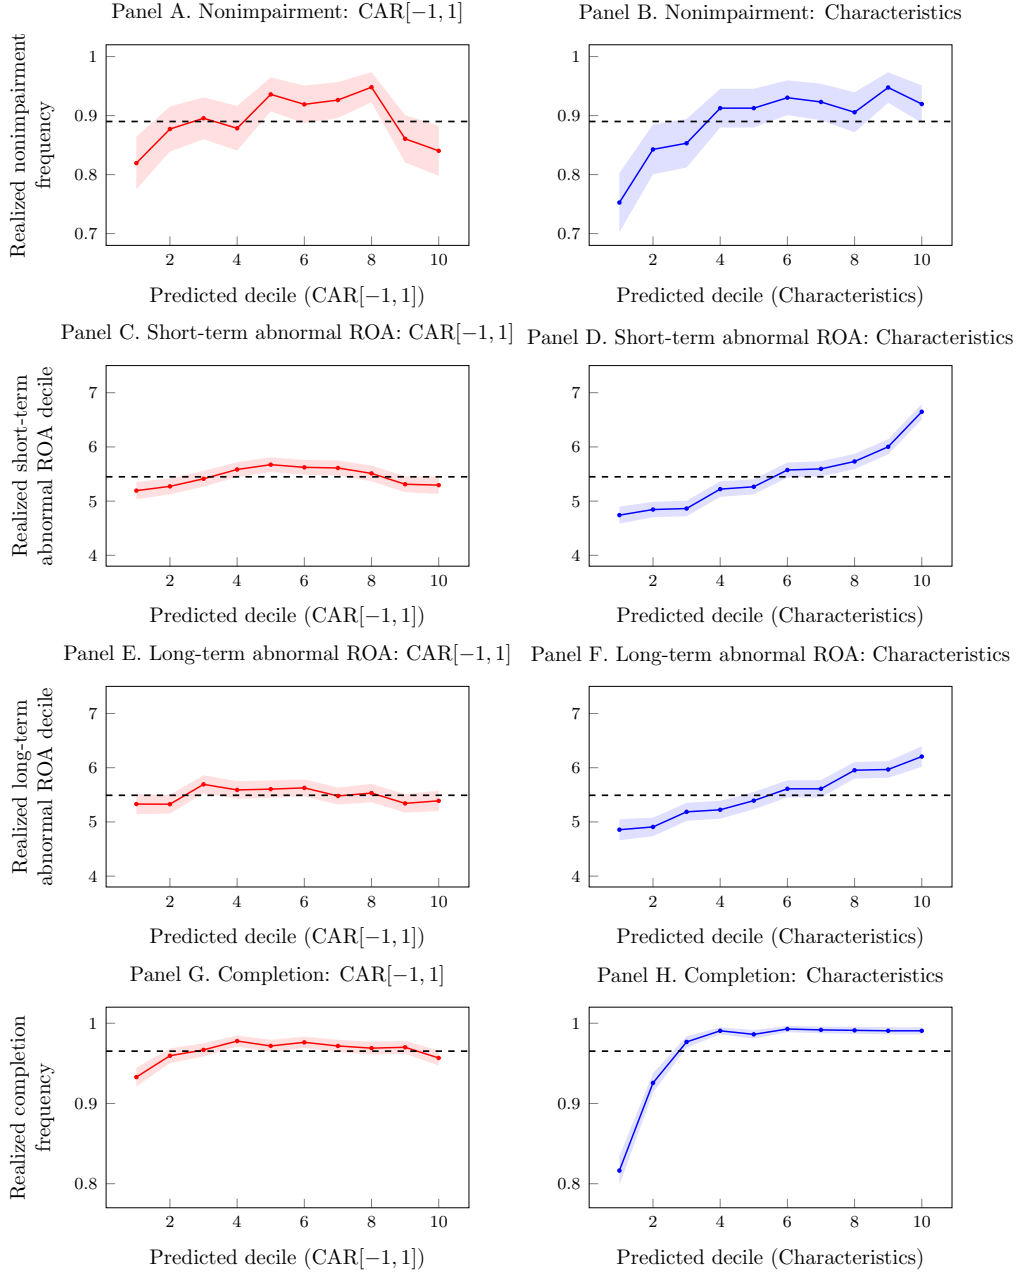 Panel A. Nonimpairment: CAR[−1, 1]
Realized nonimpairment
frequency
1
0.9
0.8
0.7
2 4 6 8 10
Predicted decile (CAR[−1, 1])
Panel B. Nonimpairment: Characteristics
1
0.9
0.8
0.7
2 4 6 8 10
Predicted decile (Characteristics)
Panel C. Short-term abnormal ROA: CAR[−1, 1]
Realized short-term
abnormal ROA decile
7
6
5
4
2 4 6 8 10
Predicted decile (CAR[−1, 1])
Panel D. Short-term abnormal ROA: Characteristics
7
6
5
4
2 4 6 8 10
Predicted decile (Characteristics)
Panel E. Long-term abnormal ROA: CAR[−1, 1]
Realized long-term
abnormal ROA decile
7
6
5
4
2 4 6 8 10
Predicted decile (CAR[−1, 1])
Panel F. Long-term abnormal ROA: Characteristics
7
6
5
4
2 4 6 8 10
Predicted decile (Characteristics)
Panel G. Completion: CAR[−1, 1]
Realized completion
frequency
1
0.9
0.8
2 4 6 8 10
Predicted decile (CAR[−1, 1])
Panel H. Completion: Characteristics
1
0.9
0.8
2 4 6 8 10
Predicted decile (Characteristics)